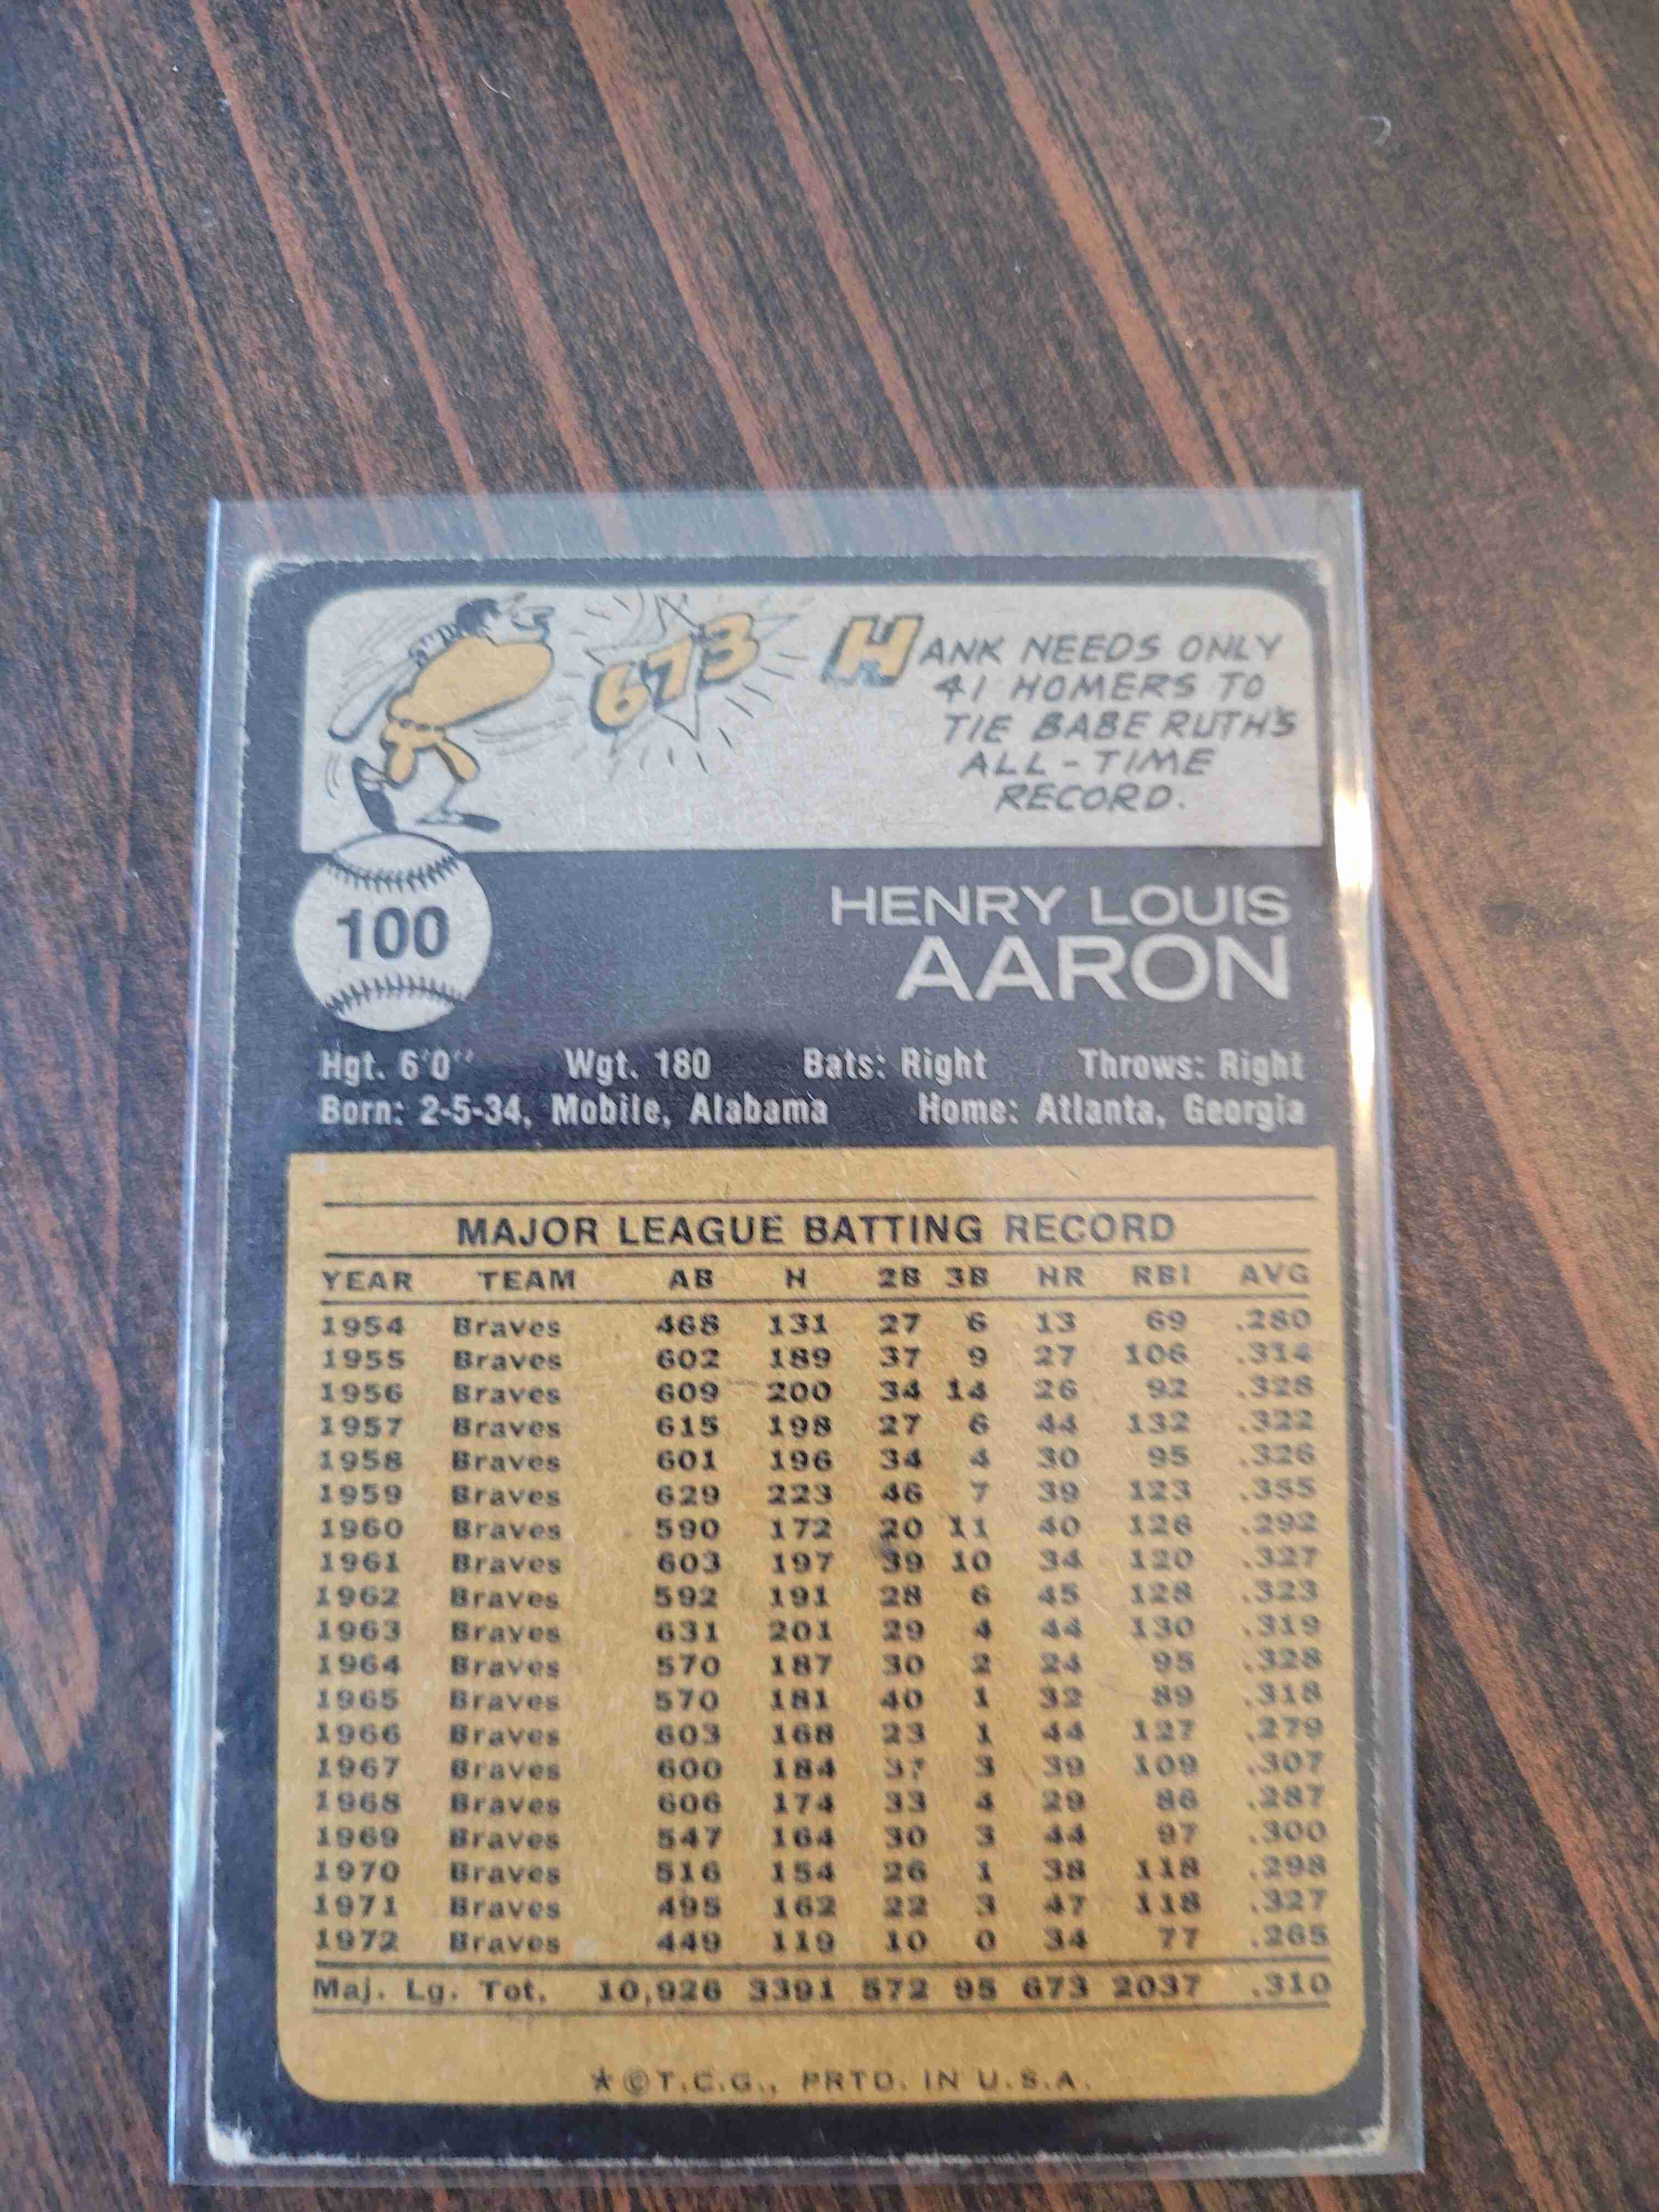 673
HANK NEEDS ONLY
41 HOMERS TO
TIE BABE RUTH'S
ALL-TIME
RECORD.
100
HENRY LOUIS
AARON
Hgt. 6'0" Wgt. 180 Bats: Right Throws: Right
Born: 2-5-34, Mobile, Alabama Home: Atlanta, Georgia
MAJOR LEAGUE BATTING RECORD
YEAR TEAM AB H 2B 3B HR RBI AVG
1954 Braves 468 131 27 6 13 69 .280
1955 Braves 602 189 37 9 27 106 .314
1956 Braves 609 200 34 14 26 92 .328
1957 Braves 615 198 27 6 44 132 .322
1958 Braves 601 196 34 4 30 95 .326
1959 Braves 629 223 46 7 39 123 .355
1960 Braves 590 172 20 11 40 126 .292
1961 Braves 603 197 39 10 34 120 .327
1962 Braves 592 191 28 6 45 128 .323
1963 Braves 631 201 29 4 44 130 .319
1964 Braves 570 187 30 2 24 95 .328
1965 Braves 570 181 40 1 32 89 .318
1966 Braves 603 168 23 1 44 127 .279
1967 Braves 600 184 37 3 39 109 .307
1968 Braves 606 174 33 4 29 86 .287
1969 Braves 547 164 30 3 44 97 .300
1970 Braves 516 154 26 1 38 118 .298
1971 Braves 495 162 22 3 47 118 .327
1972 Braves 449 119 10 0 34 77 .265
Maj. Lg. Tot. 10,926 3391 572 95 673 2037 .310
★©T.C.G., PRTD. IN U.S.A.